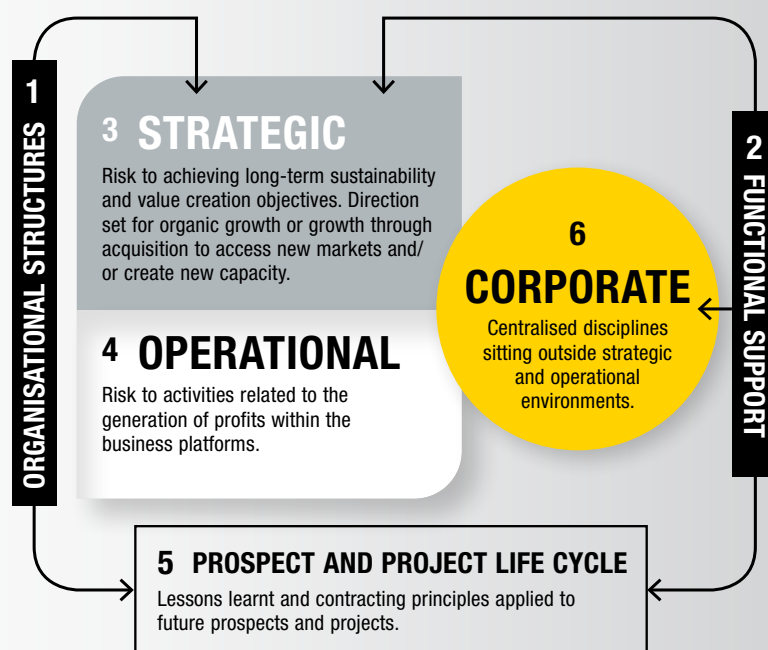 1 ORGANISATIONAL STRUCTURES
2 FUNCTIONAL SUPPORT
3 STRATEGIC
Risk to achieving long-term sustainability
and value creation objectives. Direction
set for organic growth or growth through
acquisition to access new markets and/
or create new capacity.
4 OPERATIONAL
Risk to activities related to the
generation of profits within the
business platforms.
5 PROSPECT AND PROJECT LIFE CYCLE
Lessons learnt and contracting principles applied to
future prospects and projects.
6
CORPORATE
Centralised disciplines
sitting outside strategic
and operational
environments.